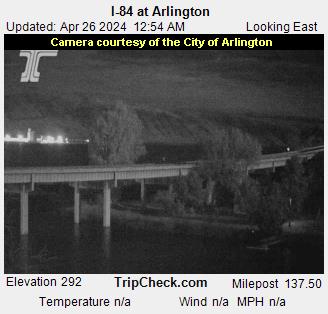 I-84 at Arlington
Updated: Apr 26 2024 12:54 AM Looking East
Camera courtesy of the City of Arlington
Elevation 292 TripCheck.com Milepost 137.50
Temperature n/a Wind n/a MPH n/a